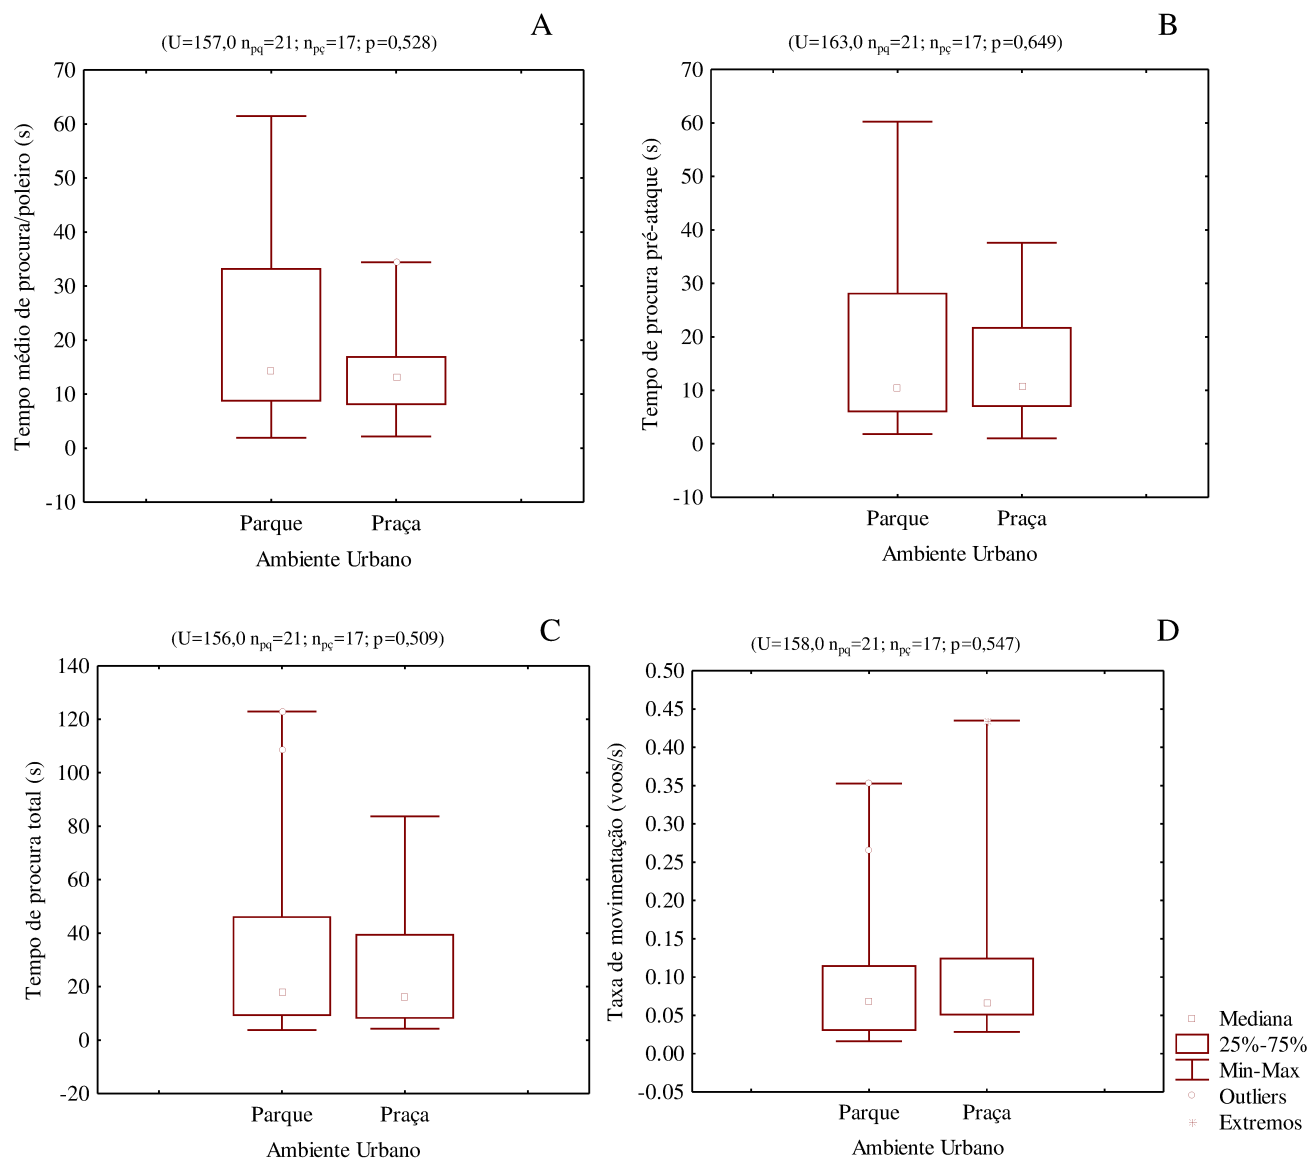 A
(U=157,0 npq=21; npç=17; p=0,528)
70
60
50
40
30
20
10
0
-10
Tempo médio de procura/poleiro (s)
Parque Praça
Ambiente Urbano
B
(U=163,0 npq=21; npç=17; p=0,649)
70
60
50
40
30
20
10
0
-10
Tempo de procura pré-ataque (s)
Parque Praça
Ambiente Urbano
C
(U=156,0 npq=21; npç=17; p=0,509)
140
120
100
80
60
40
20
0
-20
Tempo de procura total (s)
Parque Praça
Ambiente Urbano
D
(U=158,0 npq=21; npç=17; p=0,547)
0.50
0.45
0.40
0.35
0.30
0.25
0.20
0.15
0.10
0.05
0.00
-0.05
Taxa de movimentação (voos/s)
Parque Praça
Ambiente Urbano
Mediana
25%-75%
Min-Max
Outliers
Extremos